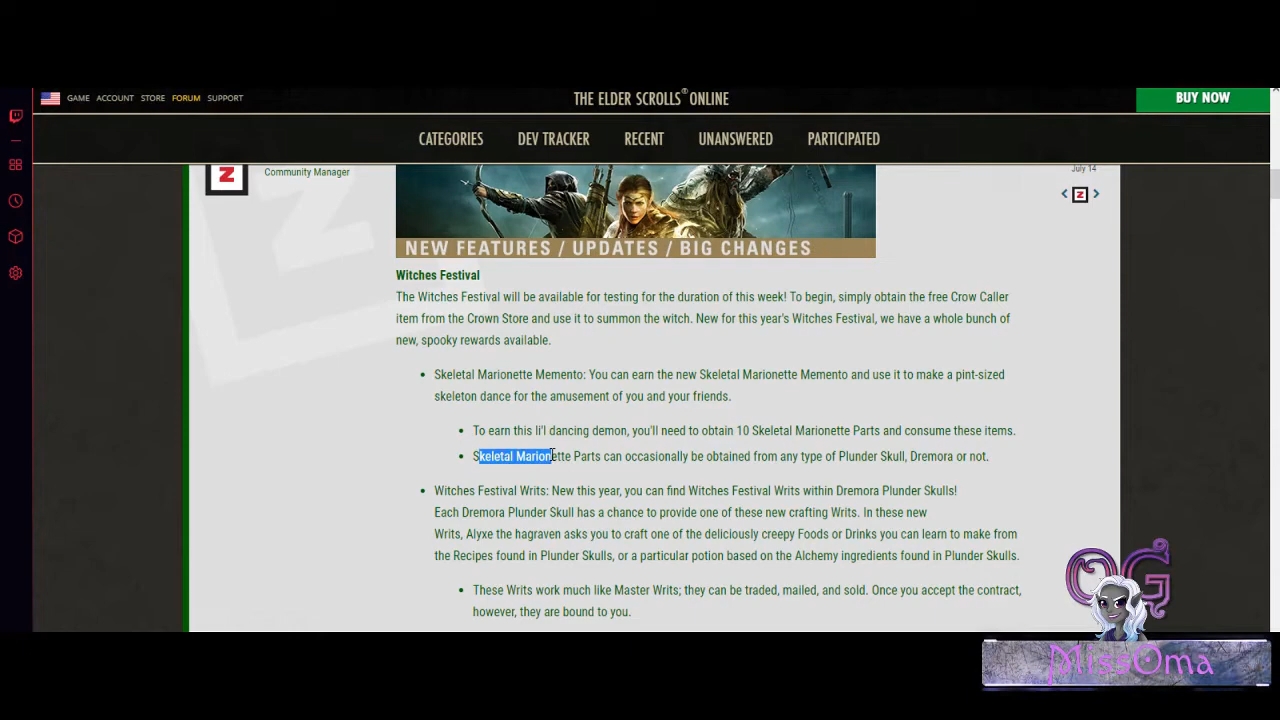 GAME ACCOUNT STORE FORUM SUPPORT
THE ELDER SCROLLS® ONLINE
BUY NOW
CATEGORIES DEV TRACKER RECENT UNANSWERED PARTICIPATED
Z
Community Manager
July 14
Z
NEW FEATURES / UPDATES / BIG CHANGES
Witches Festival
The Witches Festival will be available for testing for the duration of this week! To begin, simply obtain the free Crow Caller
item from the Crown Store and use it to summon the witch. New for this year's Witches Festival, we have a whole bunch of
new, spooky rewards available.
• Skeletal Marionette Memento: You can earn the new Skeletal Marionette Memento and use it to make a pint-sized
skeleton dance for the amusement of you and your friends.
• To earn this li'l dancing demon, you'll need to obtain 10 Skeletal Marionette Parts and consume these items.
• Skeletal Marionette Parts can occasionally be obtained from any type of Plunder Skull, Dremora or not.
• Witches Festival Writs: New this year, you can find Witches Festival Writs within Dremora Plunder Skulls!
Each Dremora Plunder Skull has a chance to provide one of these new crafting Writs. In these new
Writs, Alyxe the hagraven asks you to craft one of the deliciously creepy Foods or Drinks you can learn to make from
the Recipes found in Plunder Skulls, or a particular potion based on the Alchemy ingredients found in Plunder Skulls.
• These Writs work much like Master Writs; they can be traded, mailed, and sold. Once you accept the contract,
however, they are bound to you.
OG
MissOma